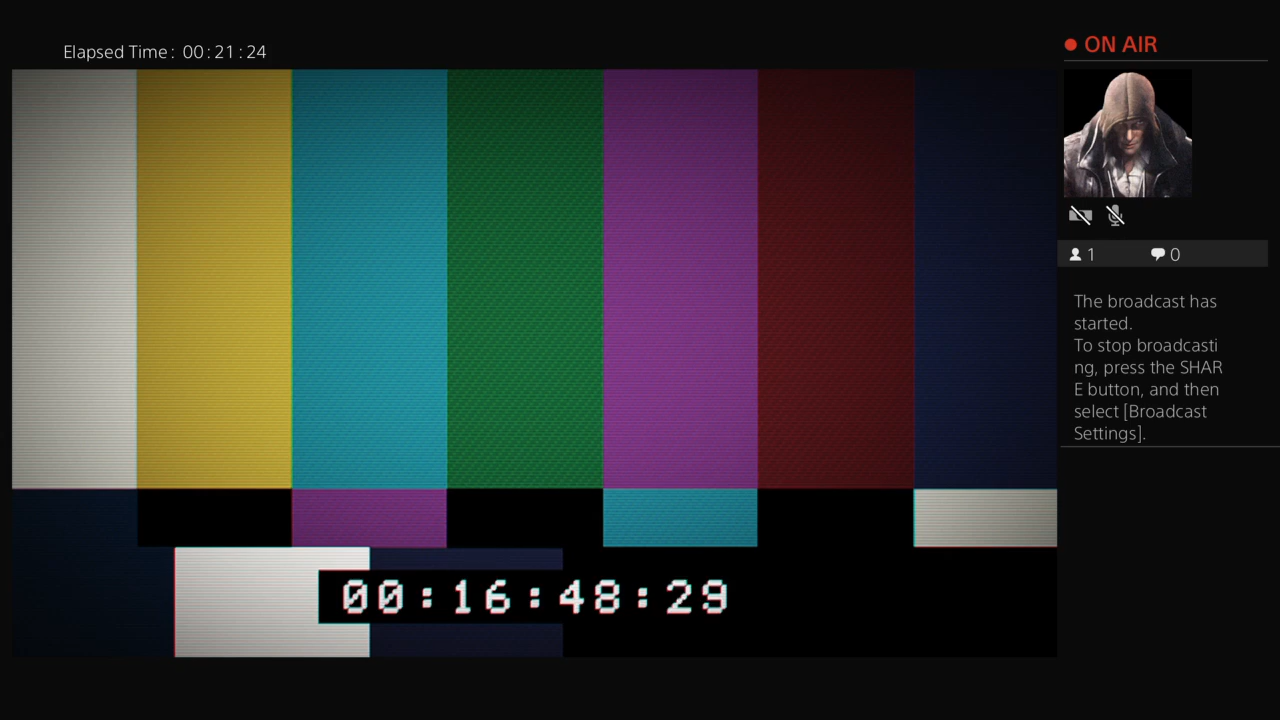 Elapsed Time: 00:21:24
ON AIR
1 0
The broadcast has
started.
To stop broadcasti
ng, press the SHAR
E button, and then
select [Broadcast
Settings].
00:16:48:29